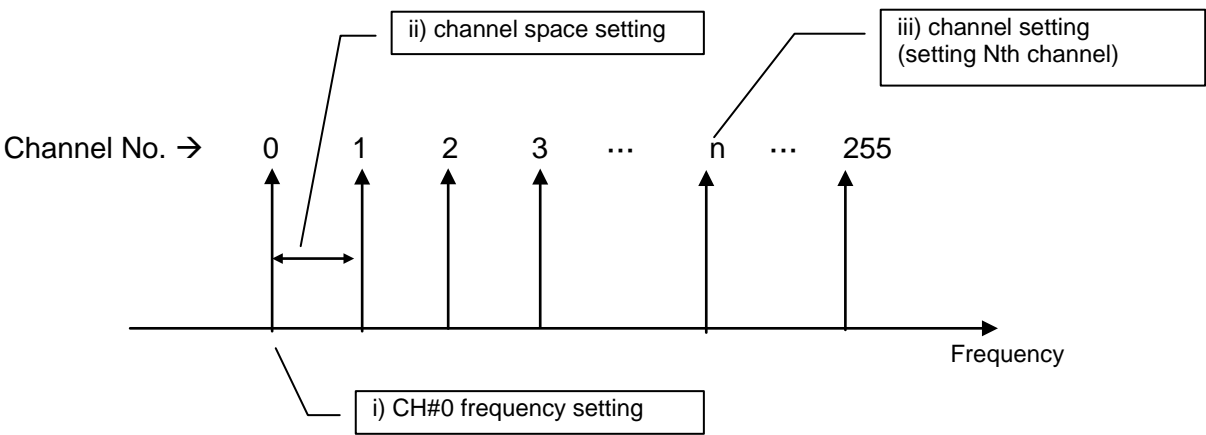 ii) channel space setting
iii) channel setting
(setting Nth channel)
Channel No. → 0 1 2 3 ··· n ··· 255
Frequency
i) CH#0 frequency setting